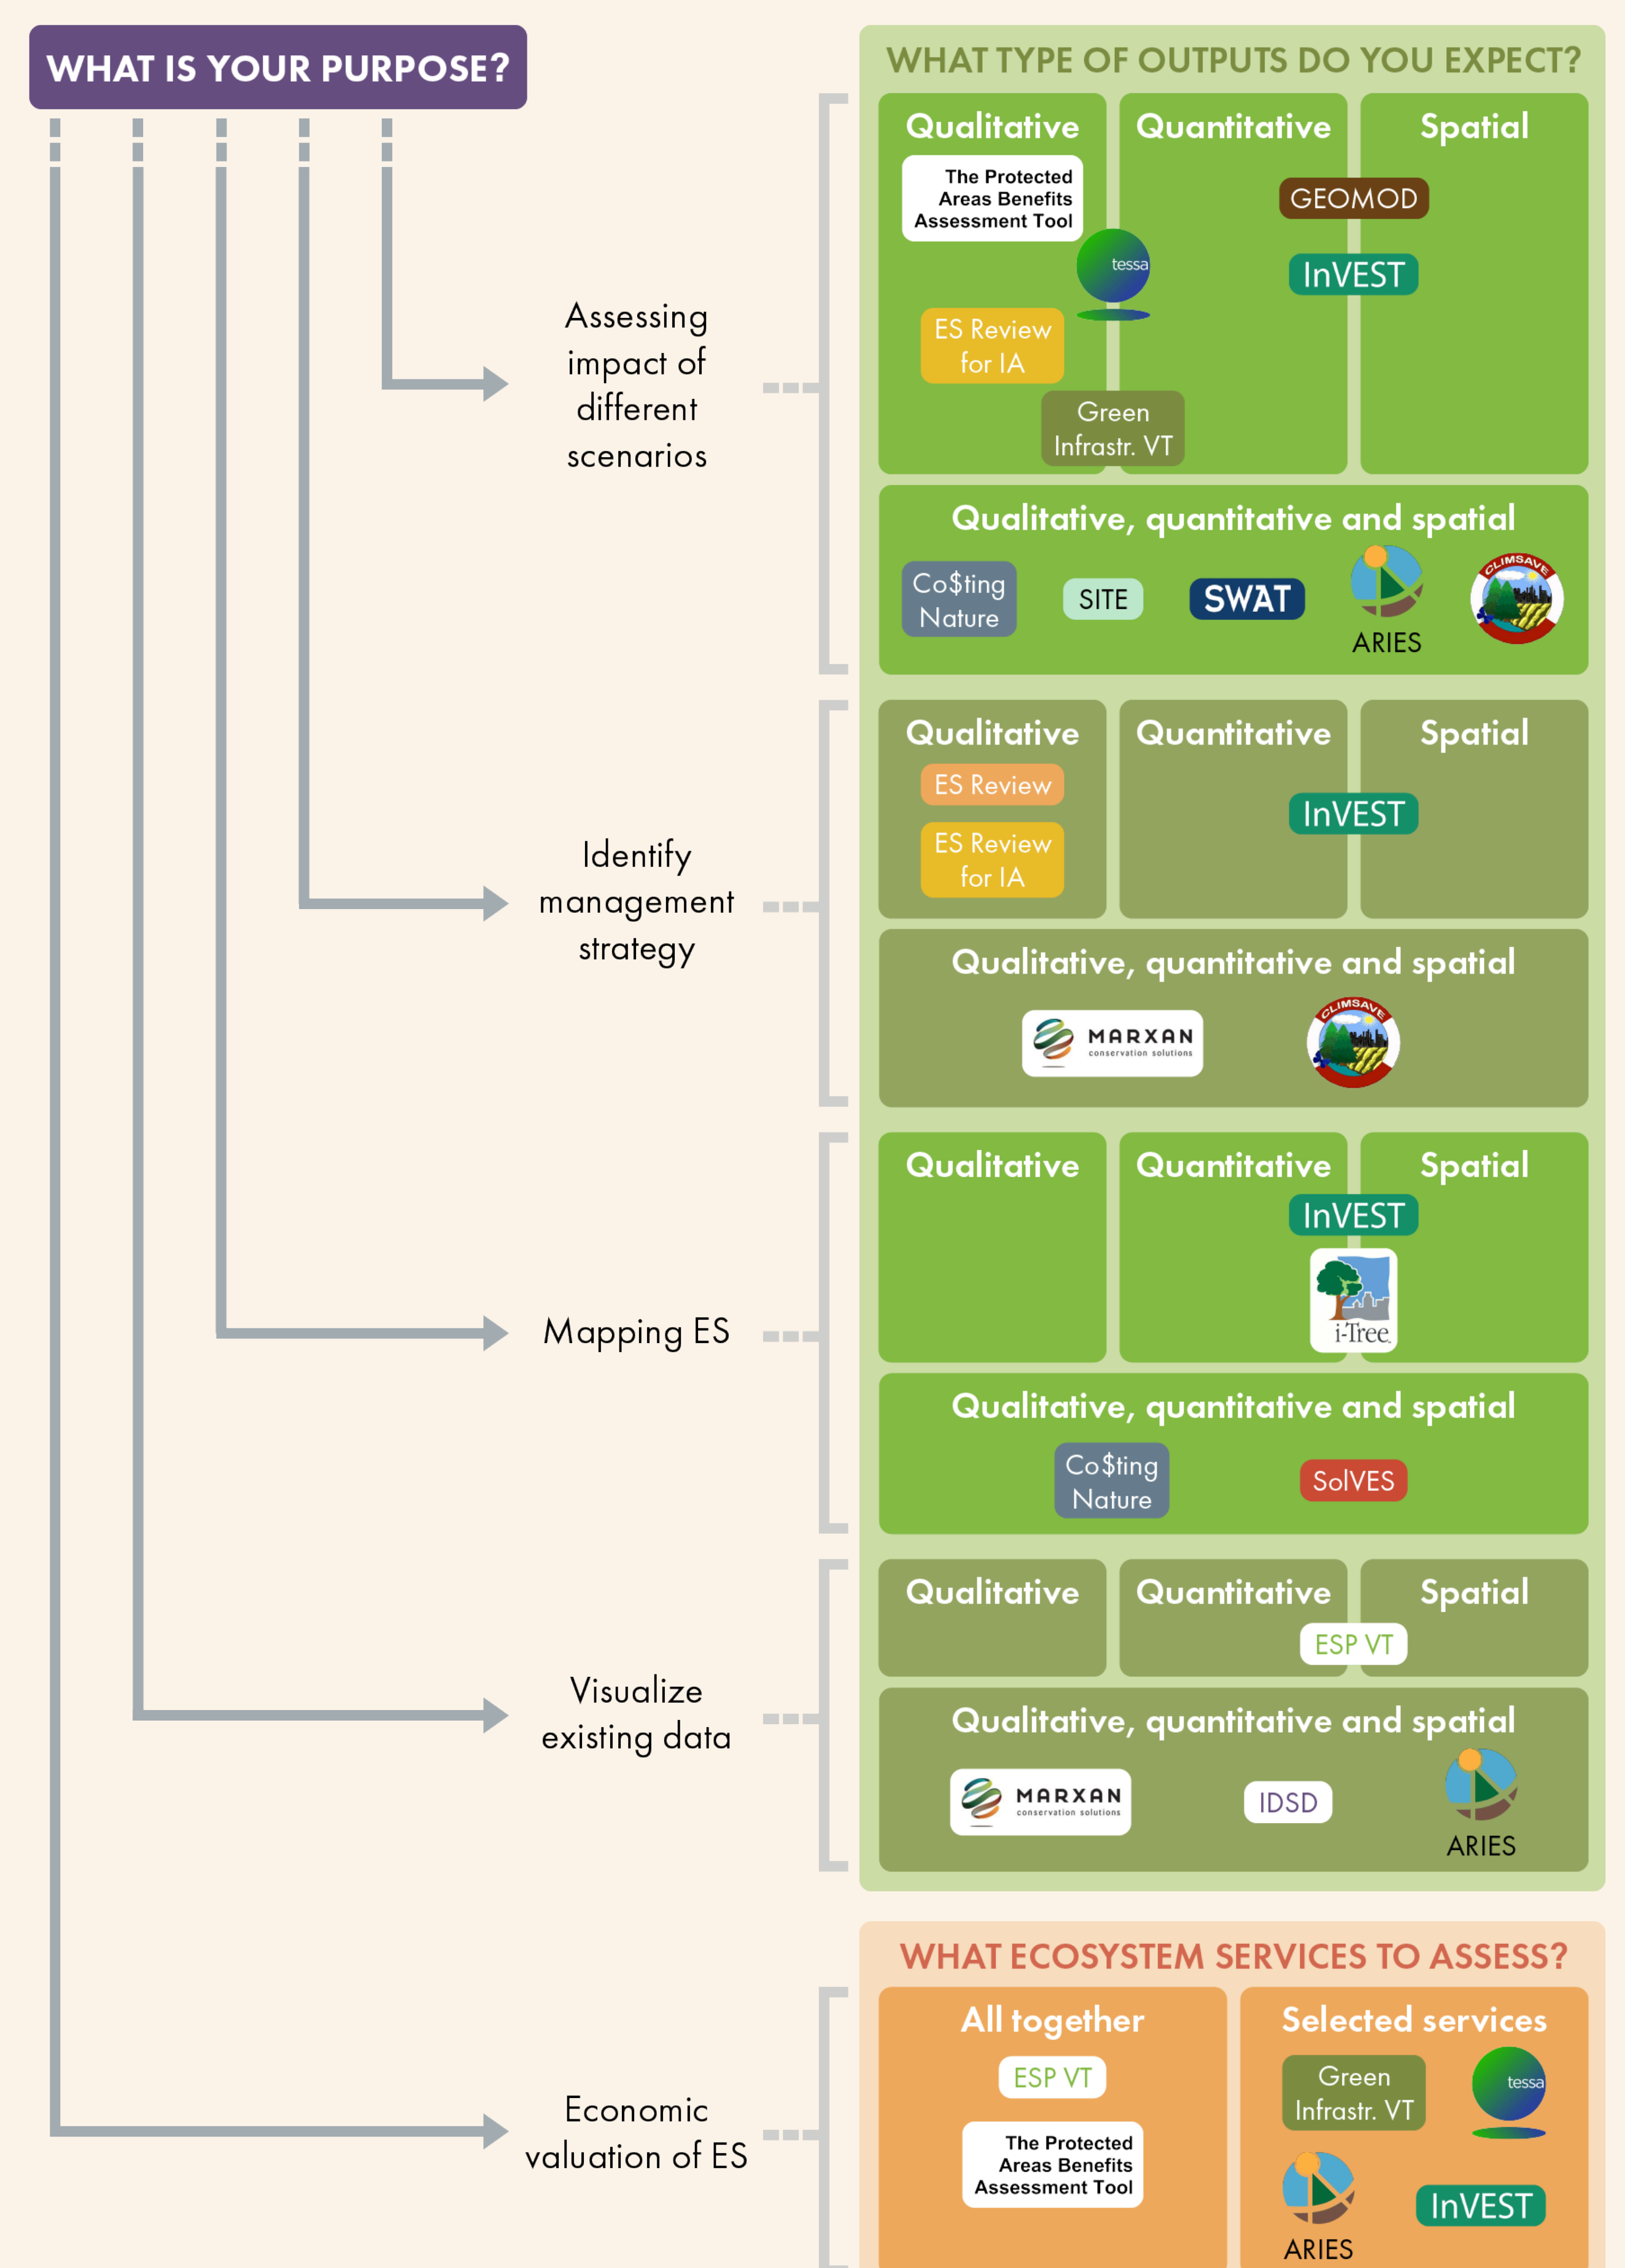 WHAT IS YOUR PURPOSE?
WHAT TYPE OF OUTPUTS DO YOU EXPECT?
Assessing
impact of
different
scenarios
Qualitative
Quantitative
Spatial
The Protected
Areas Benefits
Assessment Tool
GEOMOD
tessa
InVEST
ES Review
for IA
Green
Infrastr. VT
Qualitative, quantitative and spatial
Co$ting
Nature
SITE
SWAT
ARIES
CLIMSAVE
Identify
management
strategy
Qualitative
Quantitative
Spatial
ES Review
InVEST
ES Review
for IA
Qualitative, quantitative and spatial
MARXAN
conservation solutions
CLIMSAVE
Mapping ES
Qualitative
Quantitative
Spatial
InVEST
i-Tree
Qualitative, quantitative and spatial
Co$ting
Nature
SolVES
Visualize
existing data
Qualitative
Quantitative
Spatial
ESP VT
Qualitative, quantitative and spatial
MARXAN
conservation solutions
IDSD
ARIES
WHAT ECOSYSTEM SERVICES TO ASSESS?
Economic
valuation of ES
All together
ESP VT
The Protected
Areas Benefits
Assessment Tool
Selected services
Green
Infrastr. VT
tessa
ARIES
InVEST